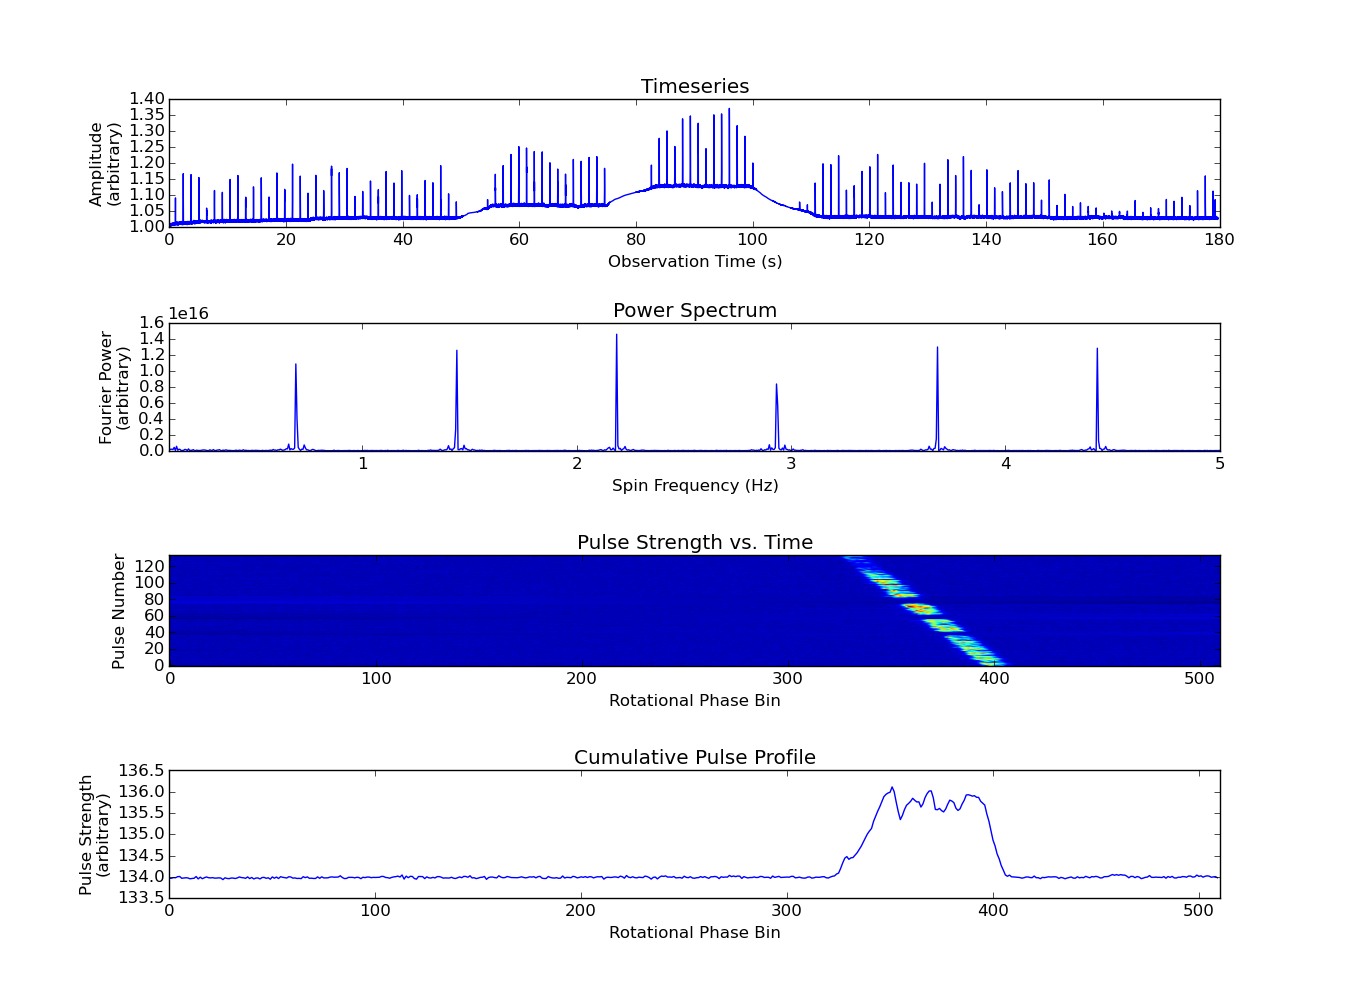 Timeseries
Amplitude
(arbitrary)
1.40
1.35
1.30
1.25
1.20
1.15
1.10
1.05
1.00
0 20 40 60 80 100 120 140 160 180
Observation Time (s)
Power Spectrum
1e16
Fourier Power
(arbitrary)
1.6
1.4
1.2
1.0
0.8
0.6
0.4
0.2
0.0
1 2 3 4 5
Spin Frequency (Hz)
Pulse Strength vs. Time
Pulse Number
120
100
80
60
40
20
0
0 100 200 300 400 500
Rotational Phase Bin
Cumulative Pulse Profile
Pulse Strength
(arbitrary)
136.5
136.0
135.5
135.0
134.5
134.0
133.5
0 100 200 300 400 500
Rotational Phase Bin